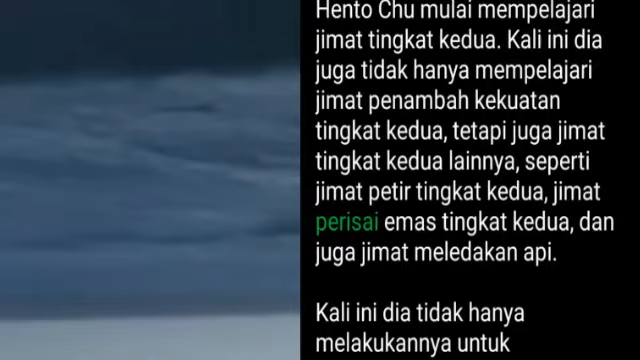 Hento Chu mulai mempelajari
jimat tingkat kedua. Kali ini dia
juga tidak hanya mempelajari
jimat penambah kekuatan
tingkat kedua, tetapi juga jimat
tingkat kedua lainnya, seperti
jimat petir tingkat kedua, jimat
perisai emas tingkat kedua, dan
juga jimat meledakan api.
Kali ini dia tidak hanya
melakukannya untuk